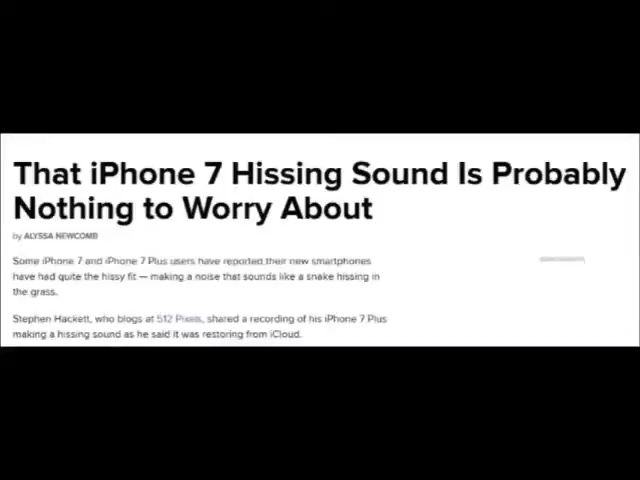 That iPhone 7 Hissing Sound Is Probably
Nothing to Worry About
by ALYSSA NEWCOMB
Some iPhone 7 and iPhone 7 Plus users have reported their new smartphones
have had quite the hissy fit — making a noise that sounds like a snake hissing in
the grass.
Stephen Hackett, who blogs at 512 Pixels, shared a recording of his iPhone 7 Plus
making a hissing sound as he said it was restoring from iCloud.